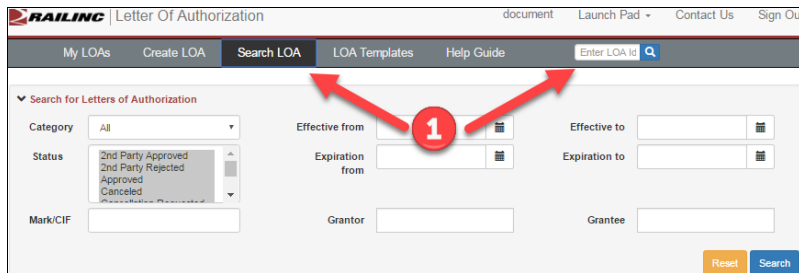 RAILINC Letter Of Authorization document Launch Pad Contact Us Sign Ou
My LOAs Create LOA Search LOA LOA Templates Help Guide Enter LOA Id
1
Search for Letters of Authorization
Category All Effective from Effective to
Status 2nd Party Approved Expiration from Expiration to
2nd Party Rejected
Approved
Canceled
Cancellation Requested
Mark/CIF Grantor Grantee
Reset Search